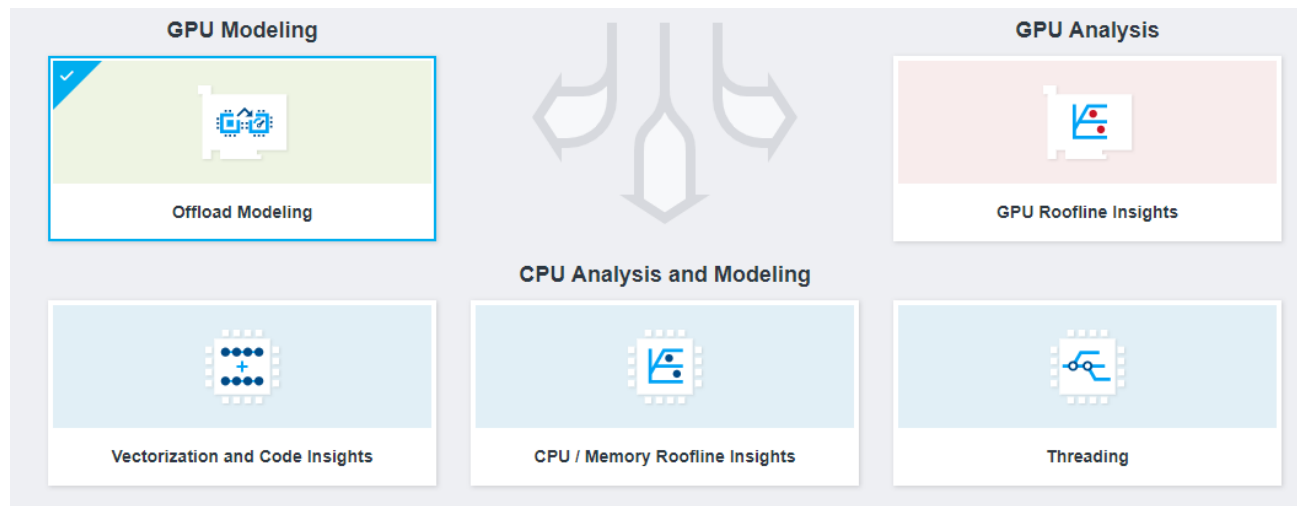 GPU Modeling
GPU Analysis
Offload Modeling
GPU Roofline Insights
CPU Analysis and Modeling
Vectorization and Code Insights
CPU / Memory Roofline Insights
Threading